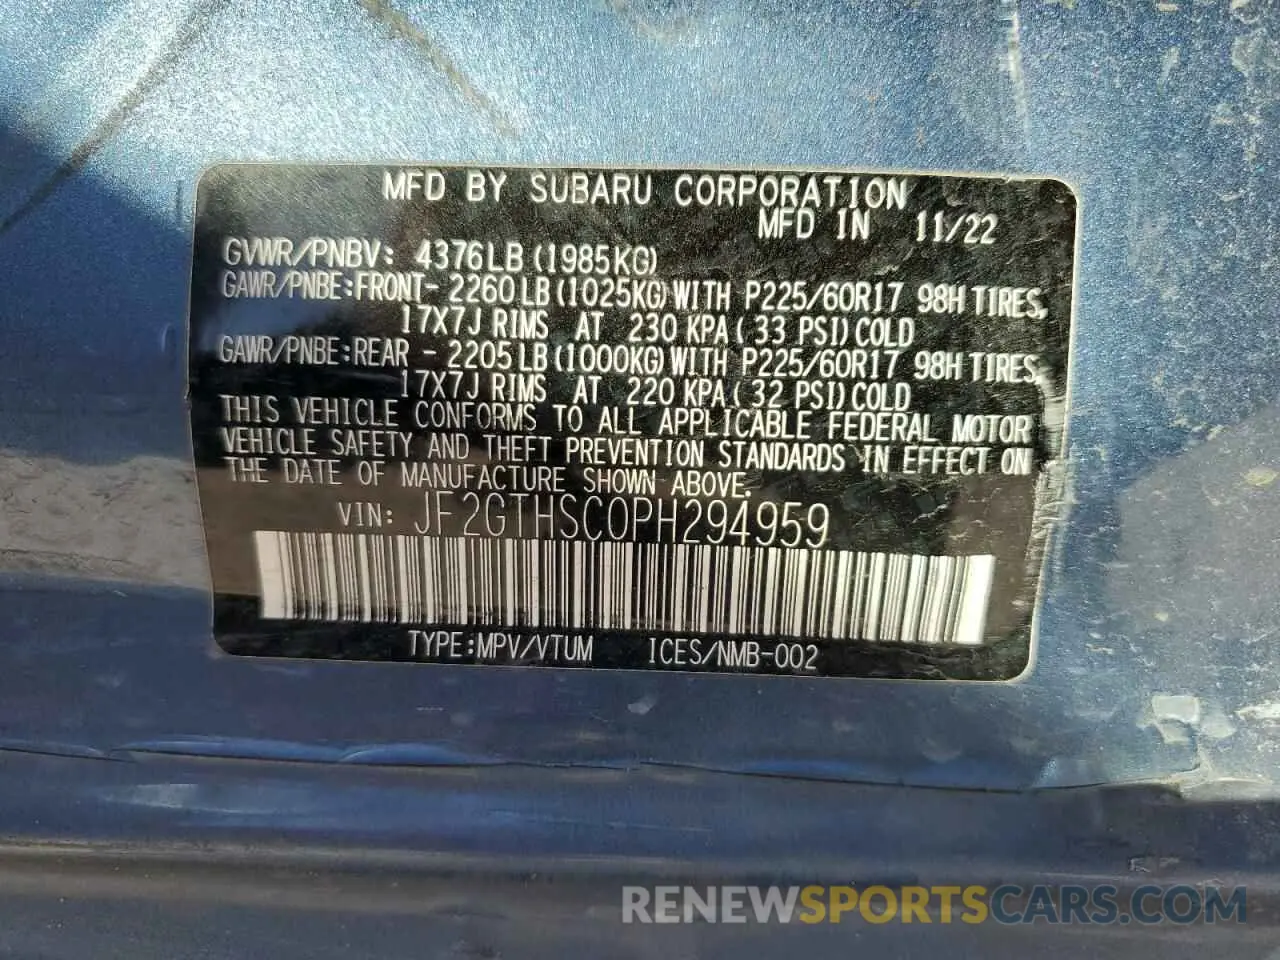 MFD BY SUBARU CORPORATION
MFD IN 11/22
GVWR/PNBV: 4376LB (1985KG)
GAWR/PNBE:FRONT- 2260LB (1025KG) WITH P225/60R17 98H TIRES,
17X7J RIMS AT 230 KPA ( 33 PSI) COLD
GAWR/PNBE:REAR - 2205LB (1000KG) WITH P225/60R17 98H TIRES,
17X7J RIMS AT 220 KPA ( 32 PSI) COLD
THIS VEHICLE CONFORMS TO ALL APPLICABLE FEDERAL MOTOR
VEHICLE SAFETY AND THEFT PREVENTION STANDARDS IN EFFECT ON
THE DATE OF MANUFACTURE SHOWN ABOVE.
VIN: JF2GTHSC0PH294959
TYPE:MPV/VTUM ICES/NMB-002
RENEWSPORTSCARS.COM